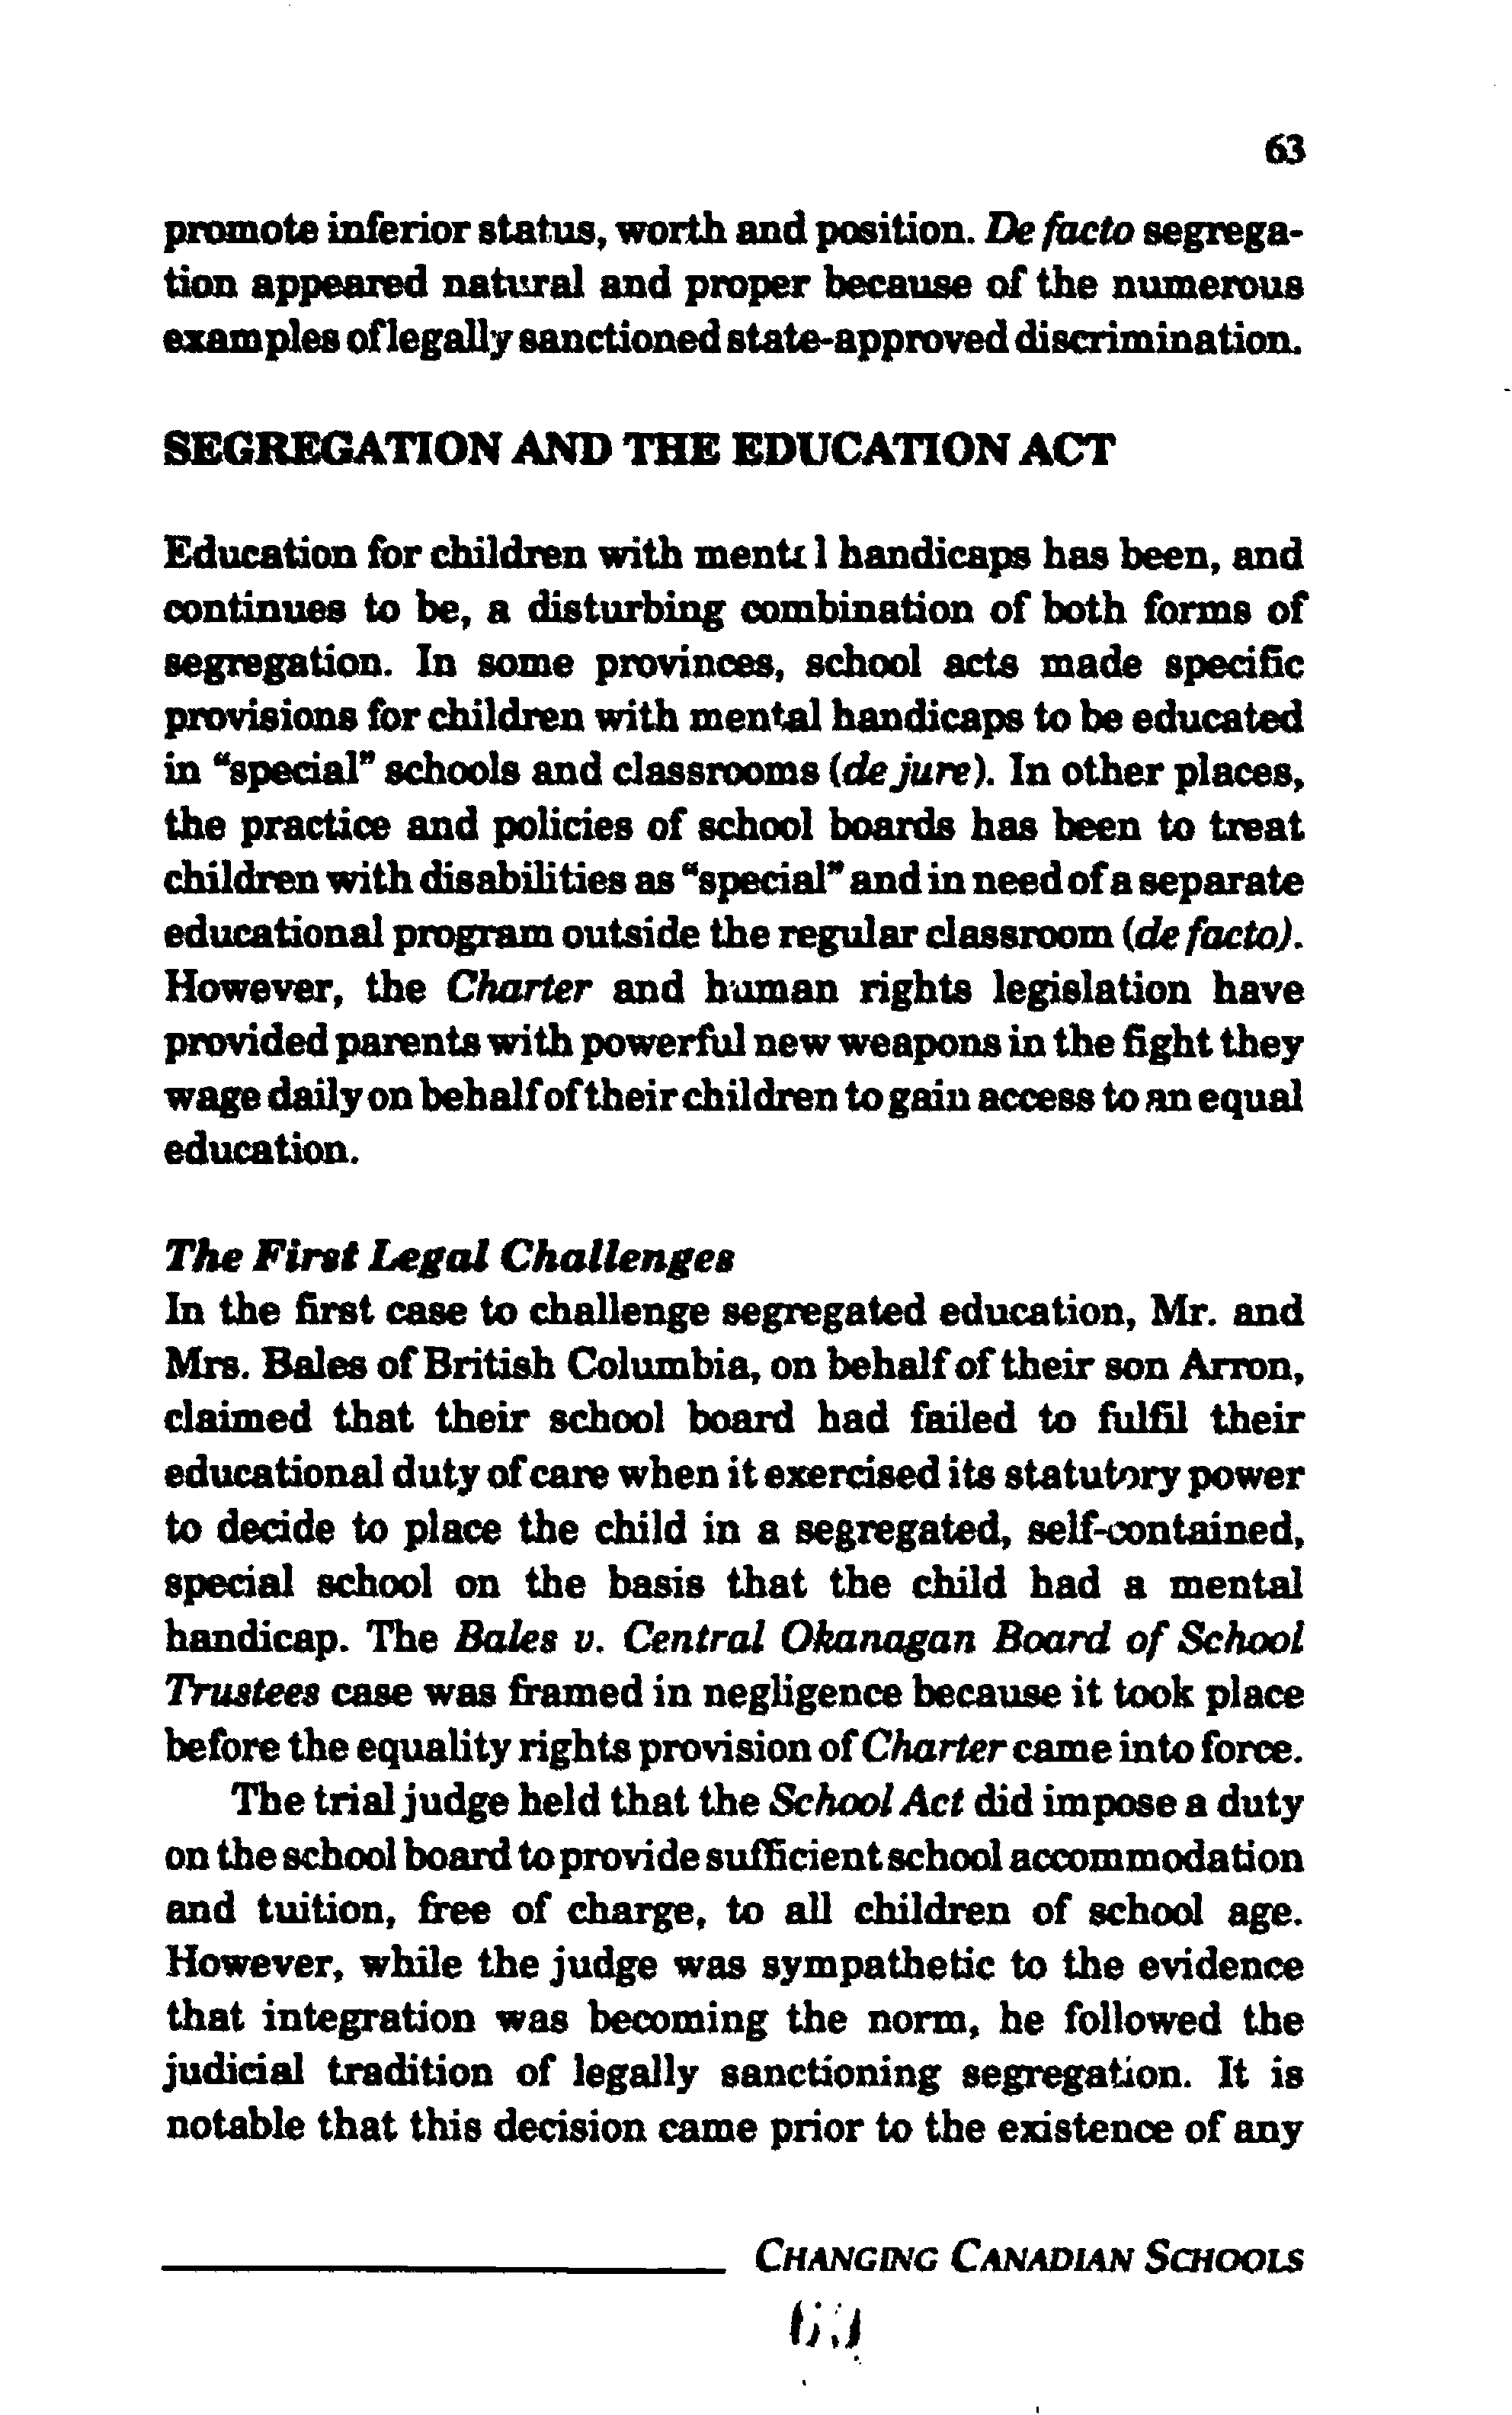 63
promote inferior status, worth and position. De facto segrega-
tion appeared natural and proper because of the numerous
examples of legally sanctioned state-approved discrimination.
SEGREGATION AND THE EDUCATION ACT
Education for children with mental handicaps has been, and
continues to be, a disturbing combination of both forms of
segregation. In some provinces, school acts made specific
provisions for children with mental handicaps to be educated
in “special” schools and classrooms (de jure). In other places,
the practice and policies of school boards has been to treat
children with disabilities as “special” and in need of a separate
educational program outside the regular classroom (de facto).
However, the Charter and human rights legislation have
provided parents with powerful new weapons in the fight they
wage daily on behalf of their children to gain access to an equal
education.
The First Legal Challenges
In the first case to challenge segregated education, Mr. and
Mrs. Bales of British Columbia, on behalf of their son Arron,
claimed that their school board had failed to fulfil their
educational duty of care when it exercised its statutory power
to decide to place the child in a segregated, self-contained,
special school on the basis that the child had a mental
handicap. The Bales v. Central Okanagan Board of School
Trustees case was framed in negligence because it took place
before the equality rights provision of Charter came into force.
The trial judge held that the School Act did impose a duty
on the school board to provide sufficient school accommodation
and tuition, free of charge, to all children of school age.
However, while the judge was sympathetic to the evidence
that integration was becoming the norm, he followed the
judicial tradition of legally sanctioning segregation. It is
notable that this decision came prior to the existence of any
CHANGING CANADIAN SCHOOLS